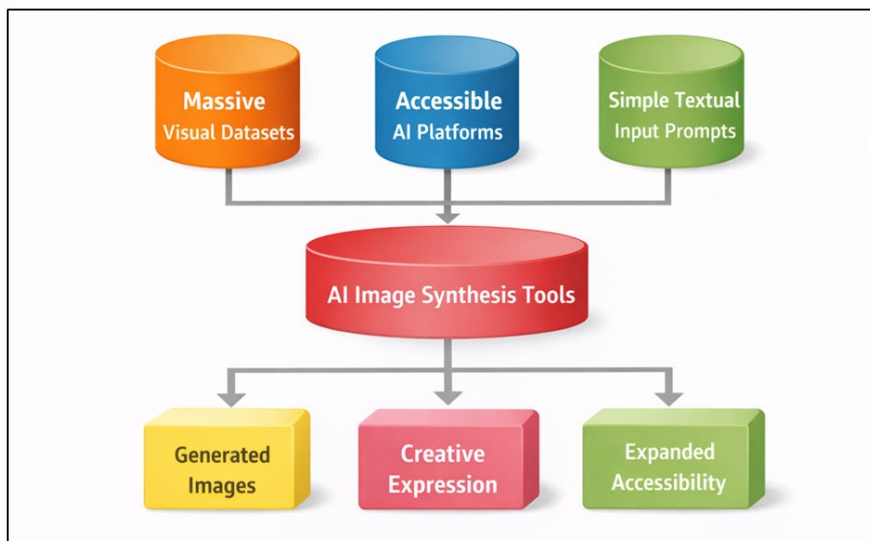 Massive
Visual Datasets
Accessible
AI Platforms
Simple Textual
Input Prompts
AI Image Synthesis Tools
Generated
Images
Creative
Expression
Expanded
Accessibility